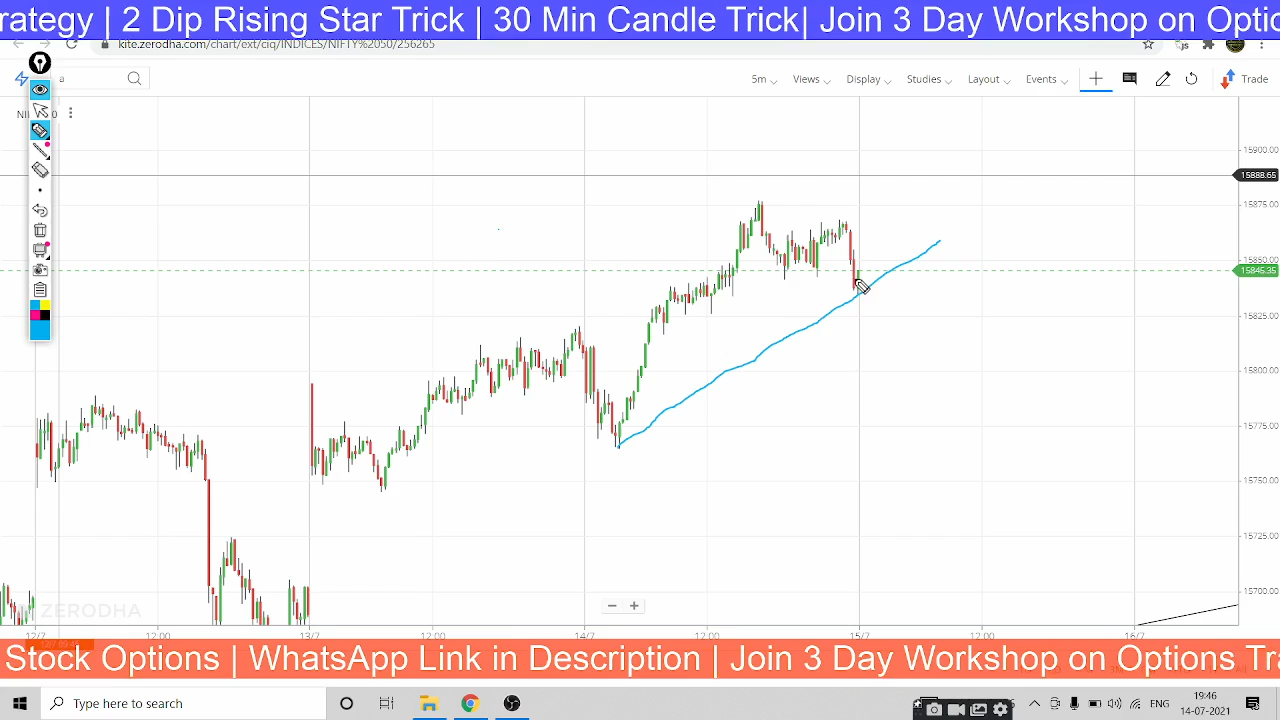 rategy | 2 Dip Rising Star Trick | 30 Min Candle Trick| Join 3 Day Workshop on Optio
kite.zerodha.com/chart/ext/ciq/INDICES/NIFTY%2050/256265
a
5m Views Display Studies Layout Events Trade
15900.00
15888.65
15875.00
15850.00
15845.35
15825.00
15800.00
15775.00
15750.00
15725.00
15700.00
ZERODHA
12/7 12:00 13/7 12:00 14/7 12:00 15/7 12:00 16/7
Stock Options | WhatsApp Link in Description | Join 3 Day Workshop on Options Tra
Type here to search
ENG
19:46
14-07-2021